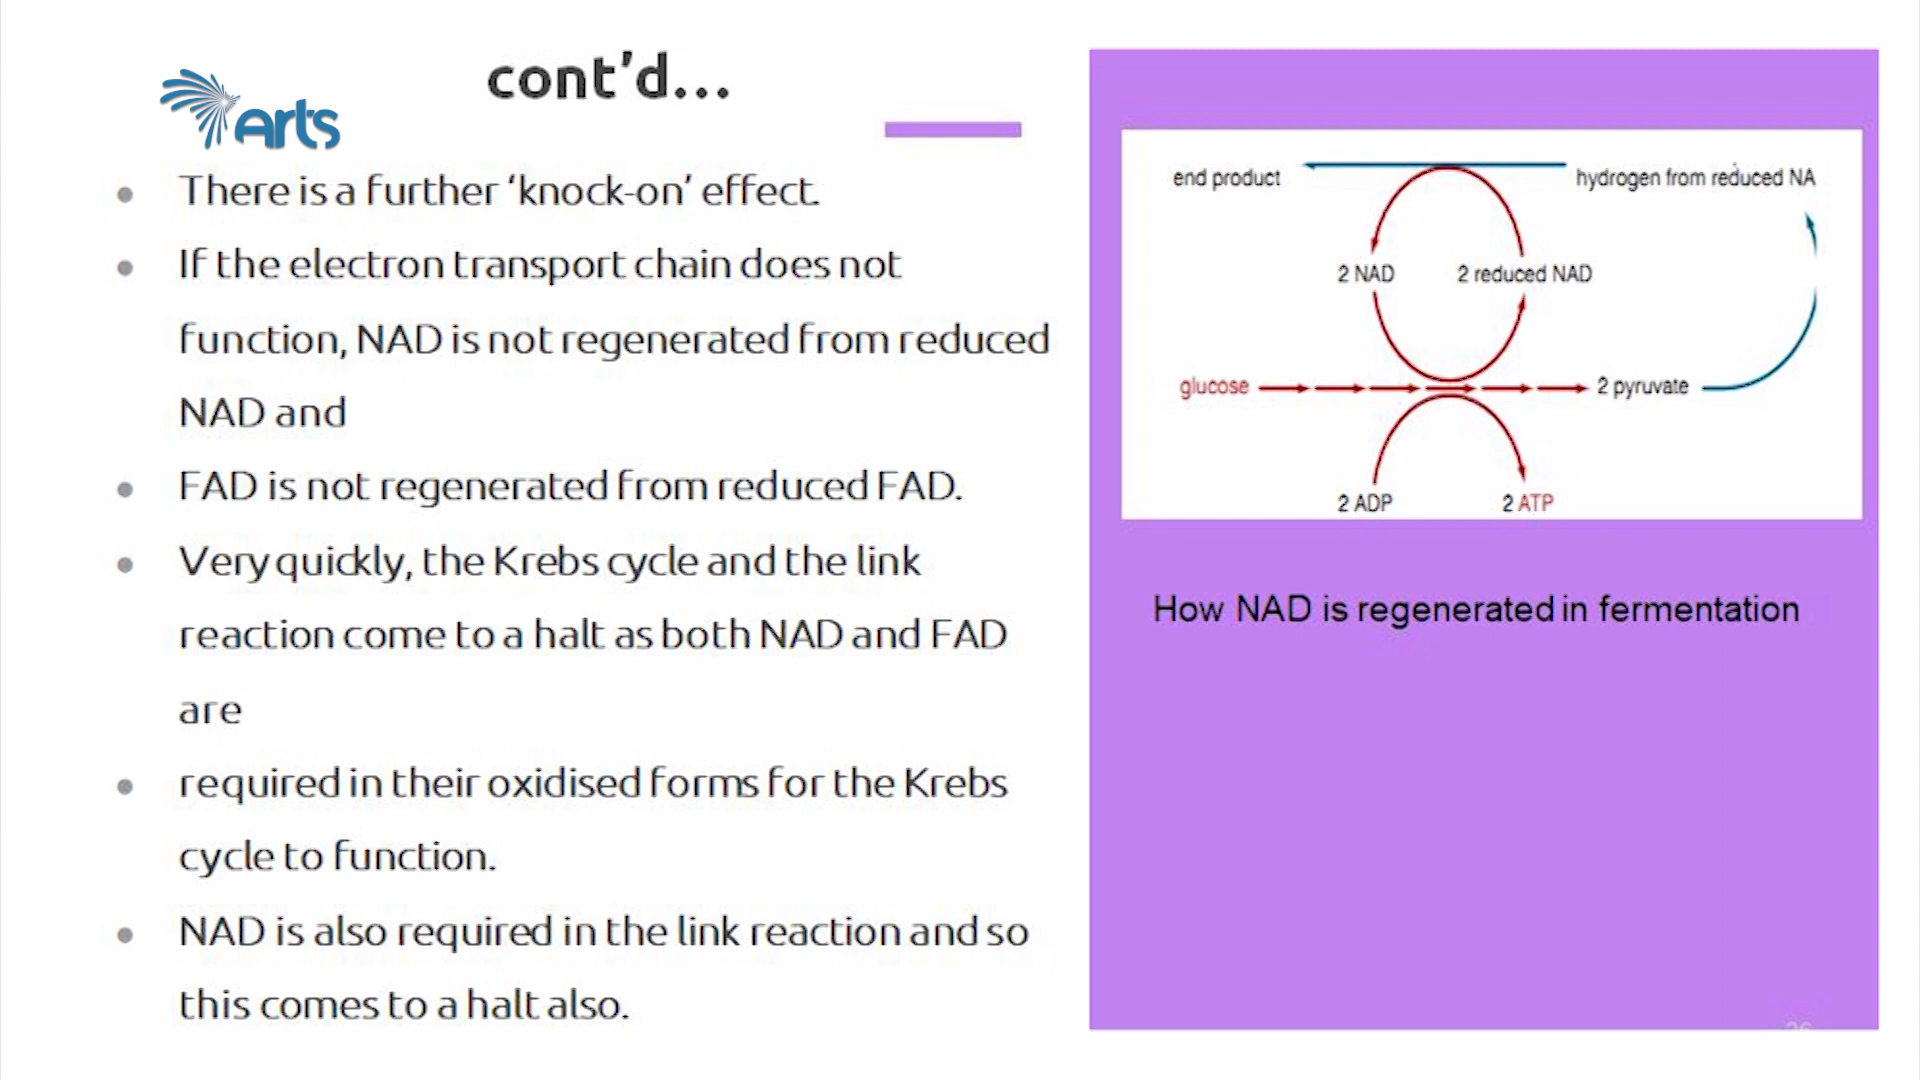 cont’d...
arts
There is a further ‘knock-on’ effect.
If the electron transport chain does not
function, NAD is not regenerated from reduced
NAD and
FAD is not regenerated from reduced FAD.
Very quickly, the Krebs cycle and the link
reaction come to a halt as both NAD and FAD
are
required in their oxidised forms for the Krebs
cycle to function.
NAD is also required in the link reaction and so
this comes to a halt also.
end product
hydrogen from reduced NA
2 NAD
2 reduced NAD
glucose
2 pyruvate
2 ADP
2 ATP
How NAD is regenerated in fermentation